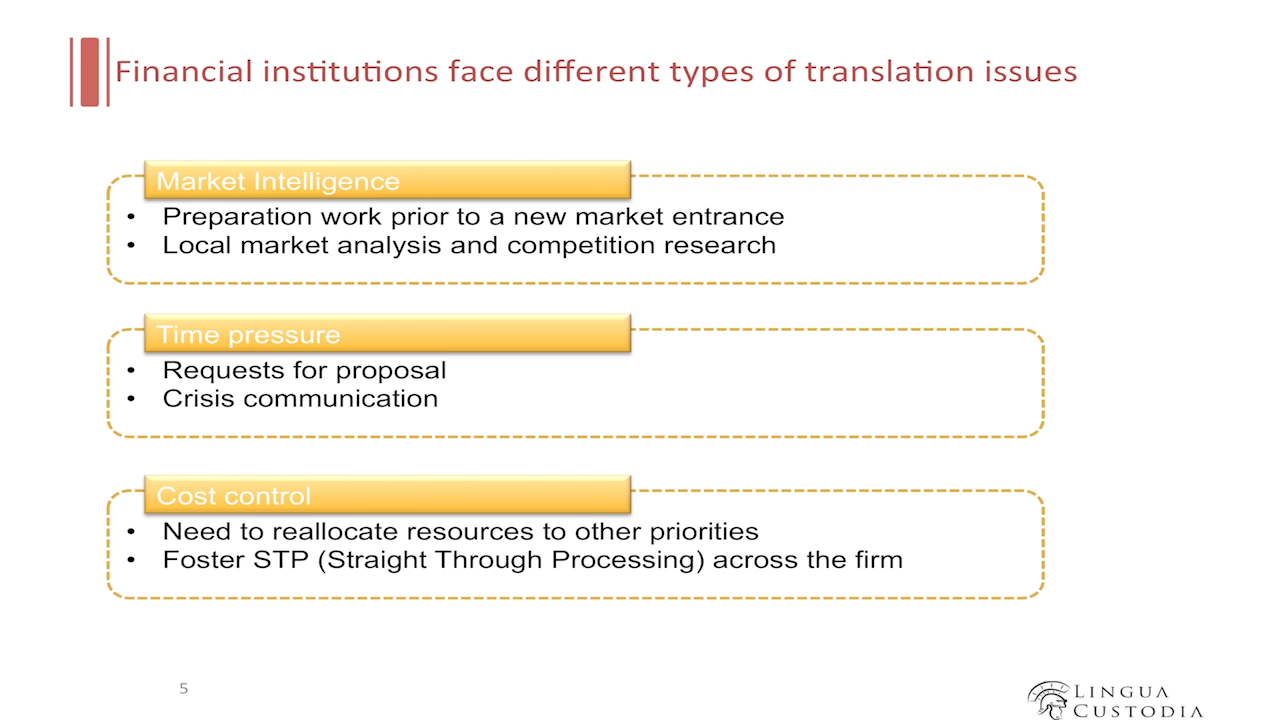 Financial institutions face different types of translation issues
Market Intelligence
• Preparation work prior to a new market entrance
• Local market analysis and competition research
Time pressure
• Requests for proposal
• Crisis communication
Cost control
• Need to reallocate resources to other priorities
• Foster STP (Straight Through Processing) across the firm
5
LINGUA
CUSTODIA